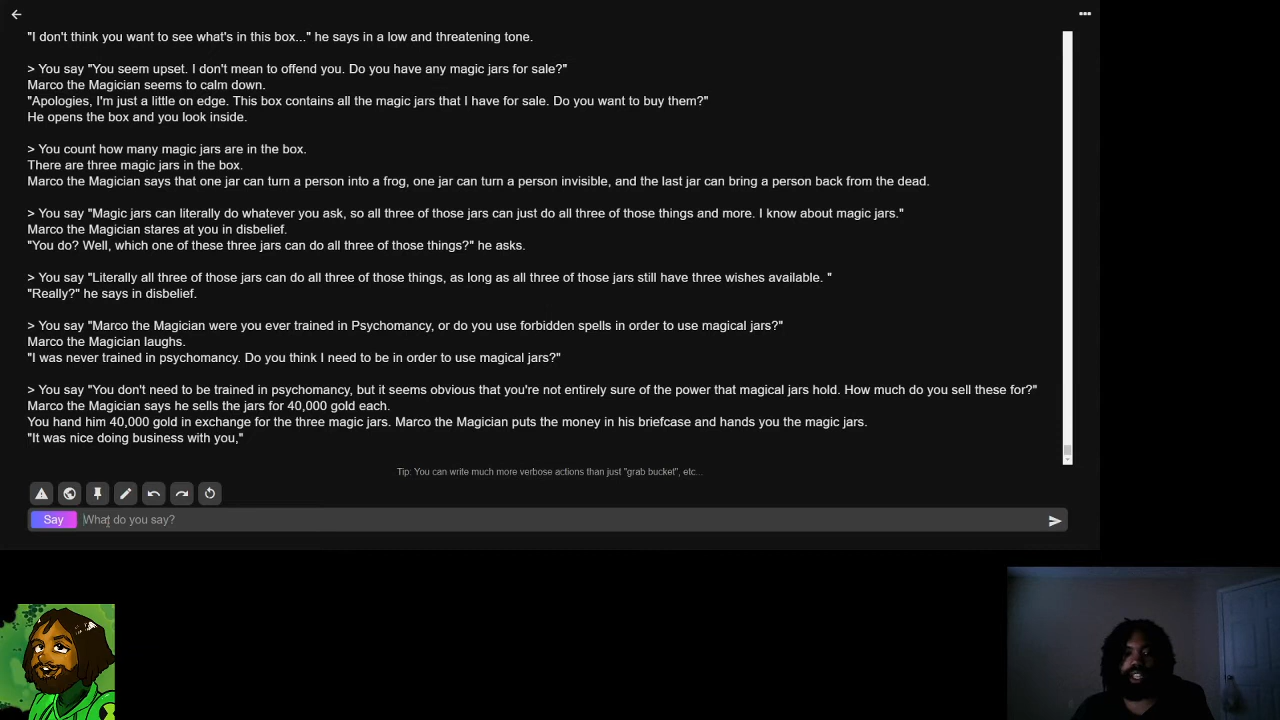 "I don't think you want to see what's in this box..." he says in a low and threatening tone.
> You say "You seem upset. I don't mean to offend you. Do you have any magic jars for sale?"
Marco the Magician seems to calm down.
"Apologies, I'm just a little on edge. This box contains all the magic jars that I have for sale. Do you want to buy them?"
He opens the box and you look inside.
> You count how many magic jars are in the box.
There are three magic jars in the box.
Marco the Magician says that one jar can turn a person into a frog, one jar can turn a person invisible, and the last jar can bring a person back from the dead.
> You say "Magic jars can literally do whatever you ask, so all three of those jars can just do all three of those things and more. I know about magic jars."
Marco the Magician stares at you in disbelief.
"You do? Well, which one of these three jars can do all three of those things?" he asks.
> You say "Literally all three of those jars can do all three of those things, as long as all three of those jars still have three wishes available. "
"Really?" he says in disbelief.
> You say "Marco the Magician were you ever trained in Psychomancy, or do you use forbidden spells in order to use magical jars?"
Marco the Magician laughs.
"I was never trained in psychomancy. Do you think I need to be in order to use magical jars?"
> You say "You don't need to be trained in psychomancy, but it seems obvious that you're not entirely sure of the power that magical jars hold. How much do you sell these for?"
Marco the Magician says he sells the jars for 40,000 gold each.
You hand him 40,000 gold in exchange for the three magic jars. Marco the Magician puts the money in his briefcase and hands you the magic jars.
"It was nice doing business with you,"
Tip: You can write much more verbose actions than just "grab bucket", etc...
Say What do you say?